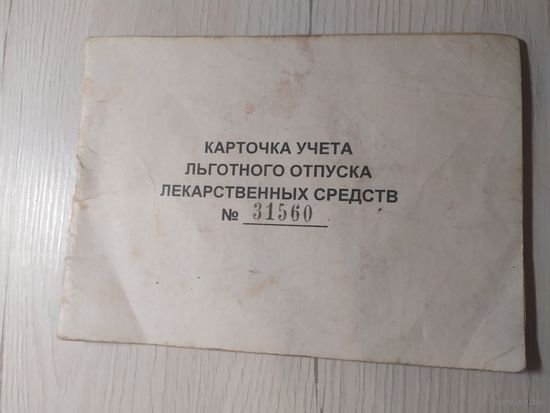 КАРТОЧКА УЧЕТА
ЛЬГОТНОГО ОТПУСКА
ЛЕКАРСТВЕННЫХ СРЕДСТВ
№ 31560